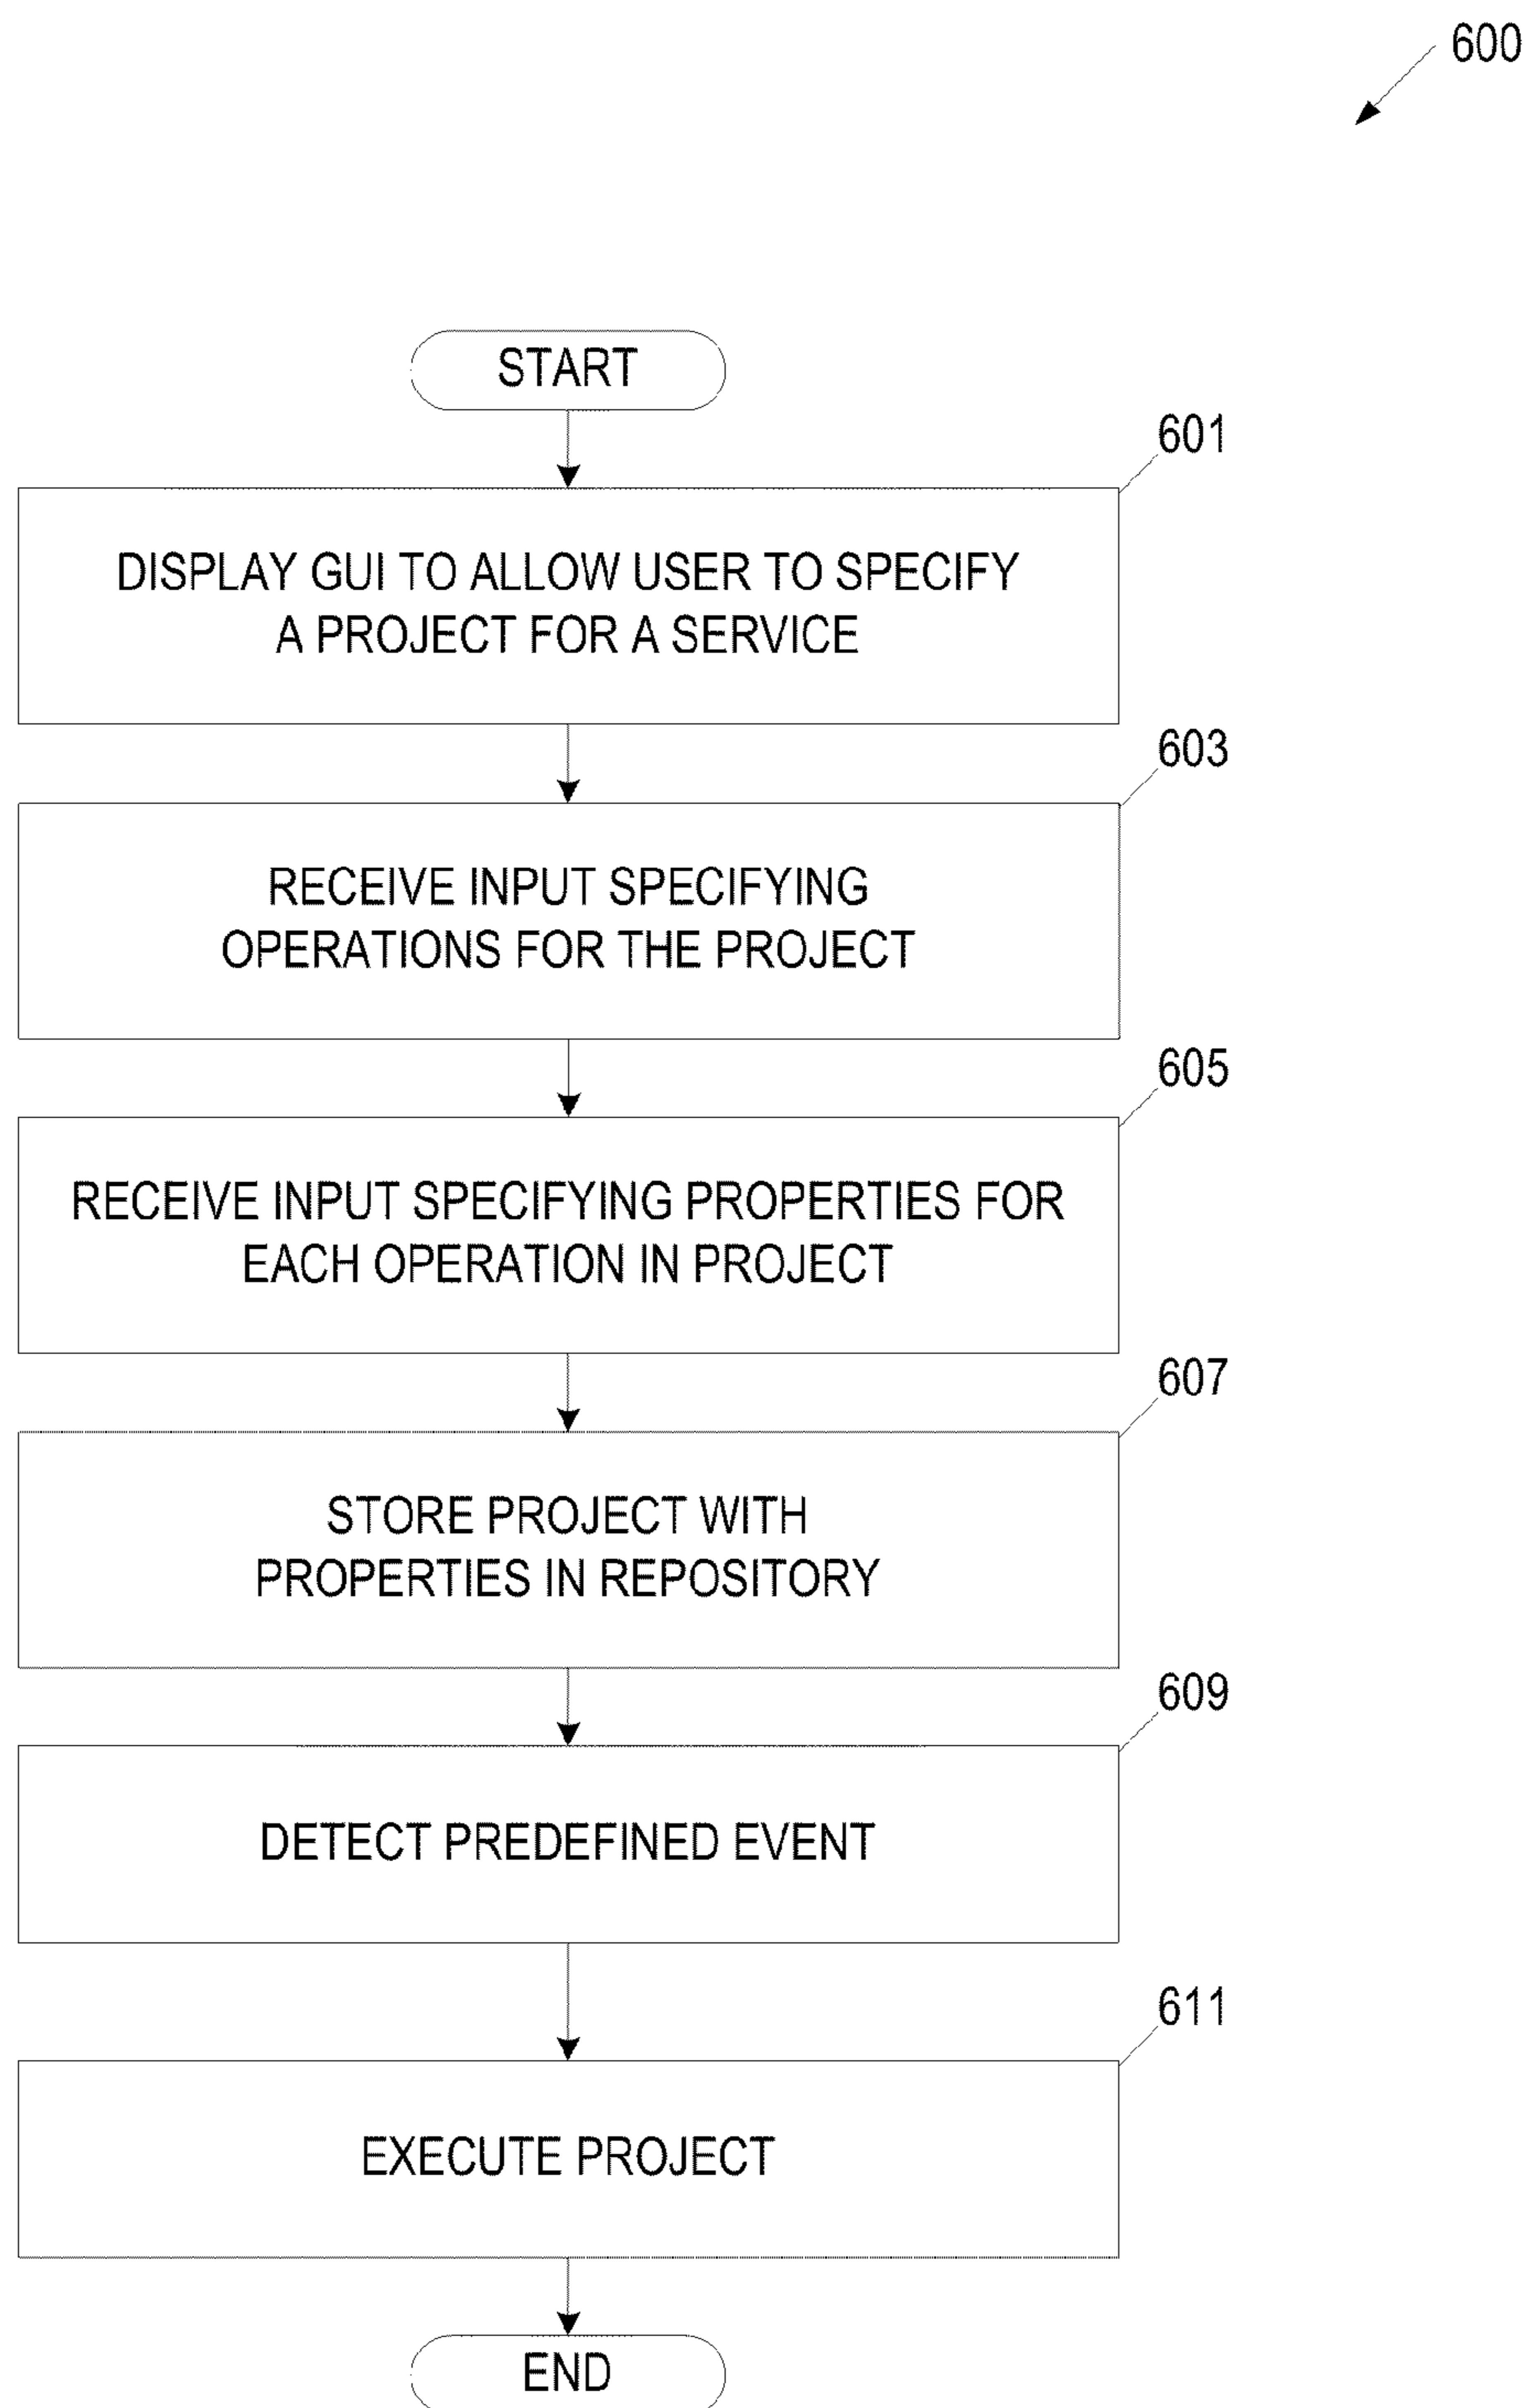 600
START
601
DISPLAY GUI TO ALLOW USER TO SPECIFY
A PROJECT FOR A SERVICE
603
RECEIVE INPUT SPECIFYING
OPERATIONS FOR THE PROJECT
605
RECEIVE INPUT SPECIFYING PROPERTIES FOR
EACH OPERATION IN PROJECT
607
STORE PROJECT WITH
PROPERTIES IN REPOSITORY
609
DETECT PREDEFINED EVENT
611
EXECUTE PROJECT
END